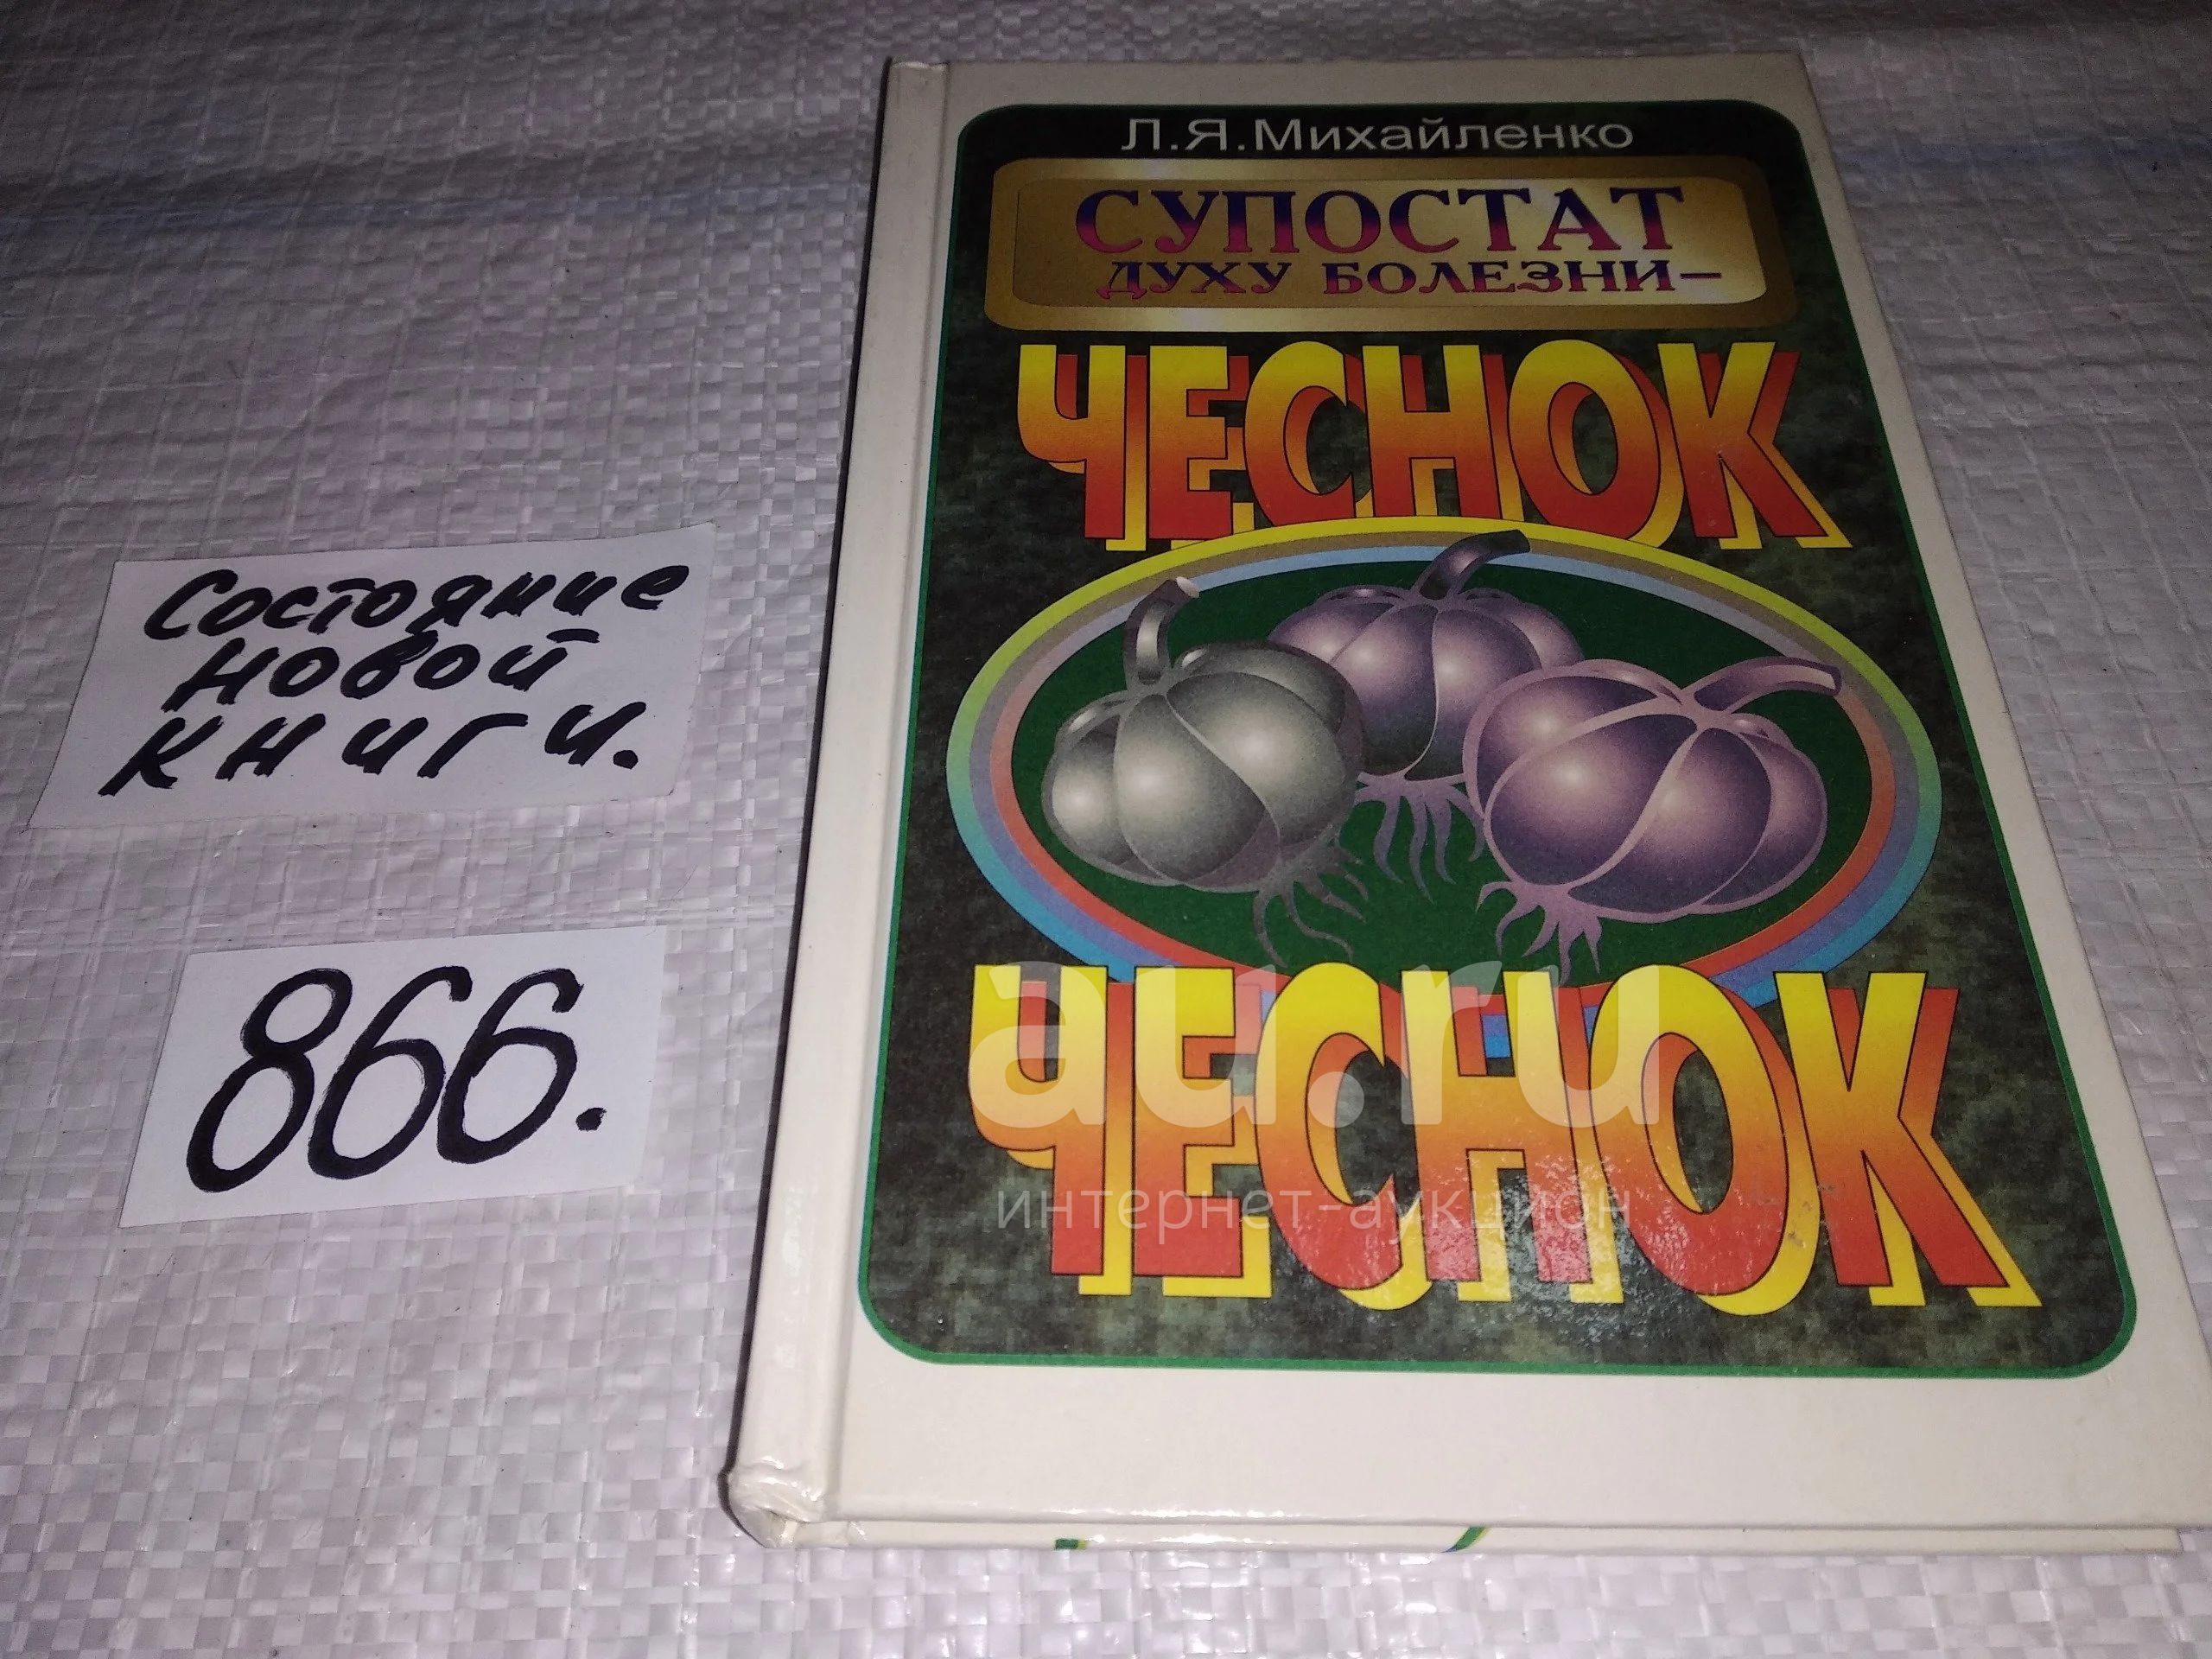 Состояние
новой
книги.
866.
Л.Я.Михайленко
СУПОСТАТ
ДУХУ БОЛЕЗНИ–
ЧЕСНОК
ЧЕСНОК
au.ru
интернет-аукцион